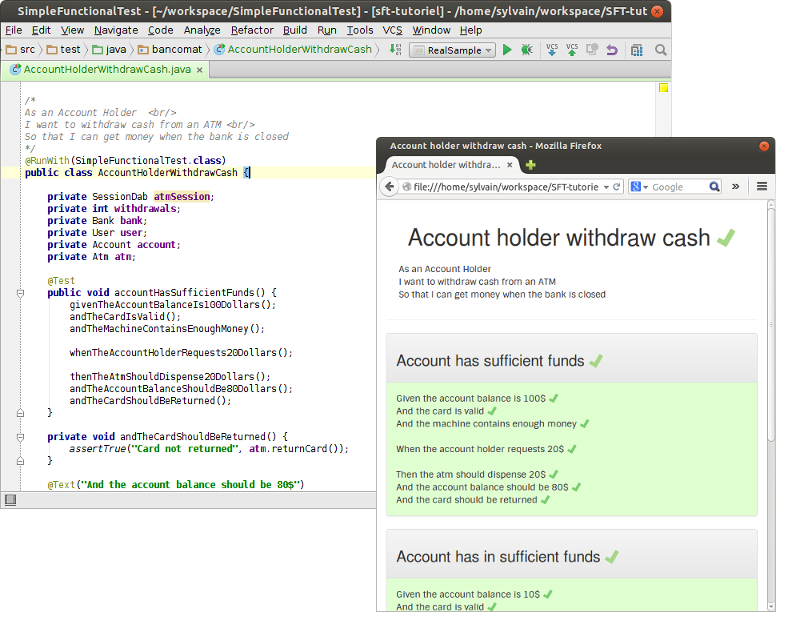 SimpleFunctionalTest - [~/workspace/SimpleFunctionalTest] - [sft-tutoriel] - /home/sylvain/workspace/SFT-tut
File Edit View Navigate Code Analyze Refactor Build Run Tools VCS Window Help
src test java bancomat AccountHolderWithdrawCash RealSample VCS VCS
AccountHolderWithdrawCash.java
/*
As an Account Holder <br/>
I want to withdraw cash from an ATM <br/>
So that I can get money when the bank is closed
*/
@RunWith(SimpleFunctionalTest.class)
public class AccountHolderWithdrawCash {
private SessionDab atmSession;
private int withdrawals;
private Bank bank;
private User user;
private Account account;
private Atm atm;
@Test
public void accountHasSufficientFunds() {
givenTheAccountBalanceIs100Dollars();
andTheCardIsValid();
andTheMachineContainsEnoughMoney();
whenTheAccountHolderRequests20Dollars();
thenTheAtmShouldDispense20Dollars();
andTheAccountBalanceShouldBe80Dollars();
andTheCardShouldBeReturned();
}
private void andTheCardShouldBeReturned() {
assertTrue("Card not returned", atm.returnCard());
}
@Text("And the account balance should be 80$")
Account holder withdraw cash - Mozilla Firefox
Account holder withdra...
file:///home/sylvain/workspace/SFT-tutorie Google
Account holder withdraw cash
As an Account Holder
I want to withdraw cash from an ATM
So that I can get money when the bank is closed
Account has sufficient funds
Given the account balance is 100$
And the card is valid
And the machine contains enough money
When the account holder requests 20$
Then the atm should dispense 20$
And the account balance should be 80$
And the card should be returned
Account has in sufficient funds
Given the account balance is 10$
And the card is valid